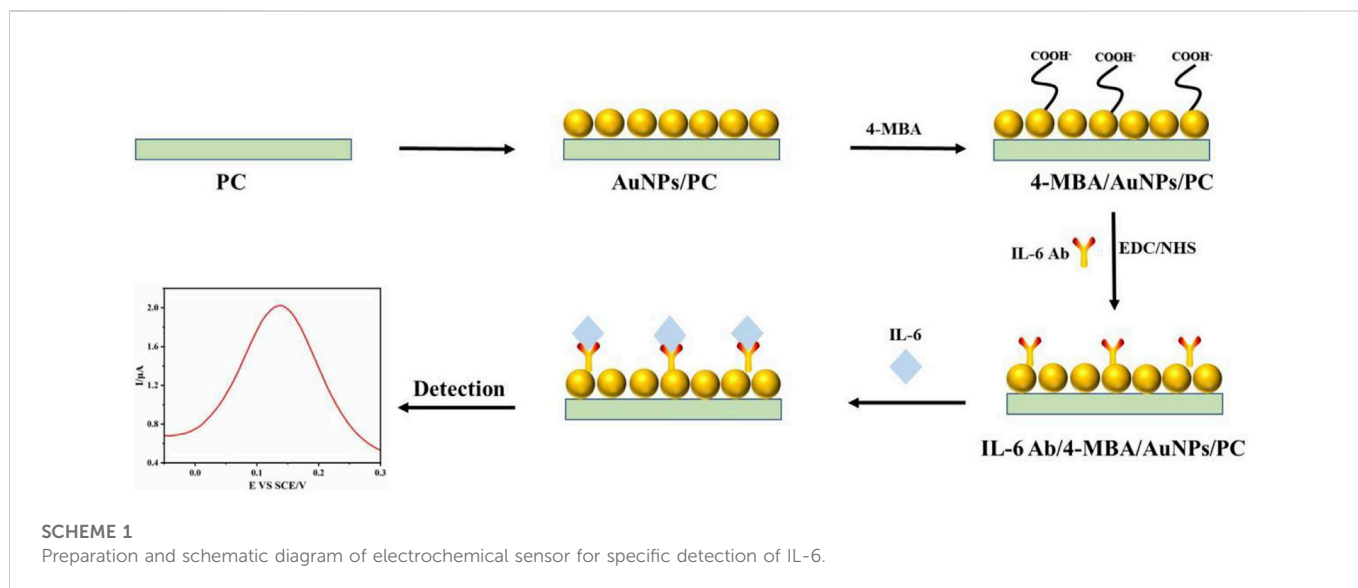 COOH-
COOH-
COOH-
4-MBA
PC
AuNPs/PC
4-MBA/AuNPs/PC
IL-6 Ab
EDC/NHS
IL-6
Detection
IL-6 Ab/4-MBA/AuNPs/PC
I/μA
2.0
1.6
1.2
0.8
0.4
0.0
0.1
0.2
0.3
E VS SCE/V
SCHEME 1
Preparation and schematic diagram of electrochemical sensor for specific detection of IL-6.